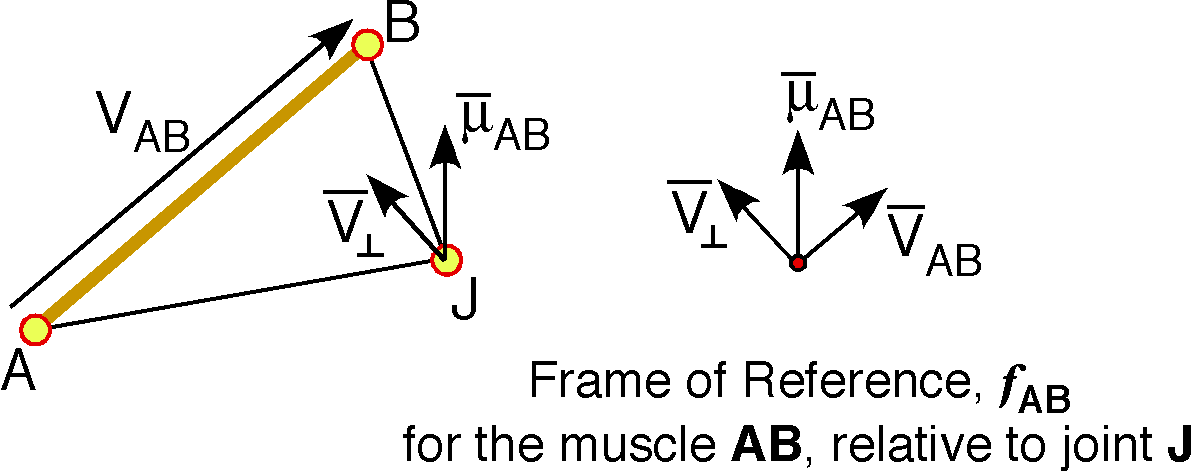 B
V_AB
μ̄_AB
V̄_⊥
J
A
μ̄_AB
V̄_⊥
V̄_AB
Frame of Reference, f_AB
for the muscle AB, relative to joint J